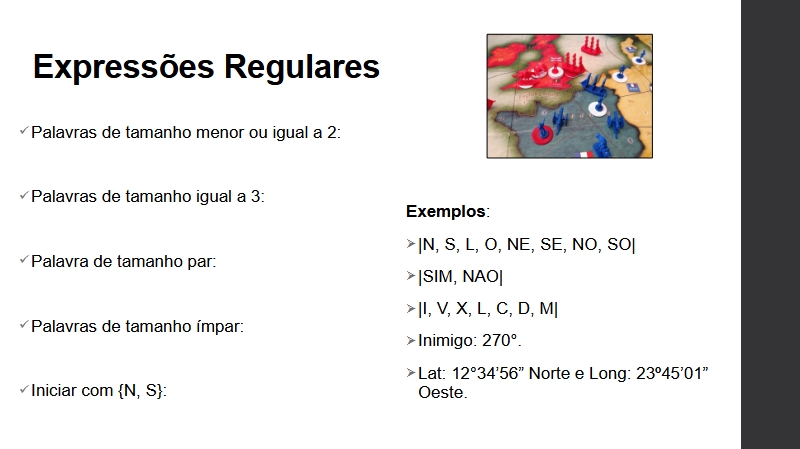 Expressões Regulares
Palavras de tamanho menor ou igual a 2:
Palavras de tamanho igual a 3:
Palavra de tamanho par:
Palavras de tamanho ímpar:
Iniciar com {N, S}:
Exemplos:
|N, S, L, O, NE, SE, NO, SO|
|SIM, NAO|
|I, V, X, L, C, D, M|
Inimigo: 270°.
Lat: 12°34’56” Norte e Long: 23º45’01”
Oeste.